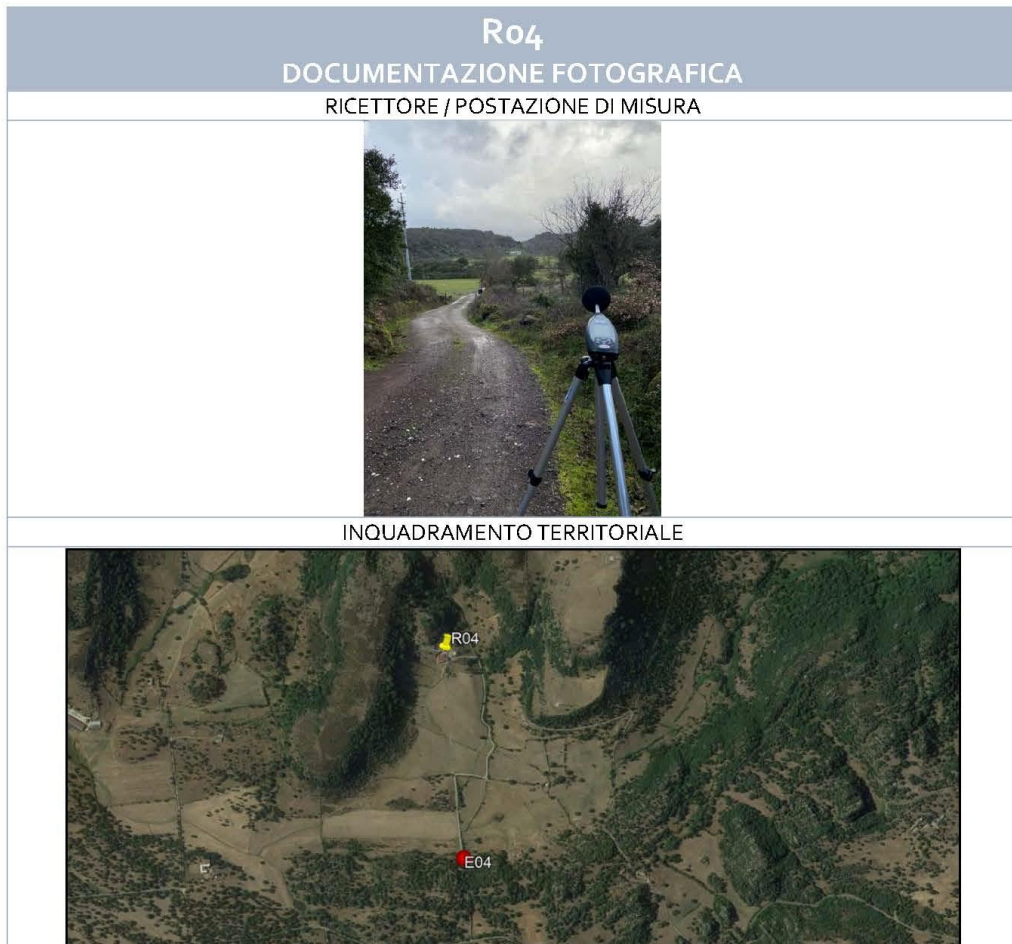 R04
DOCUMENTAZIONE FOTOGRAFICA
RICETTORE / POSTAZIONE DI MISURA
INQUADRAMENTO TERRITORIALE
R04
E04